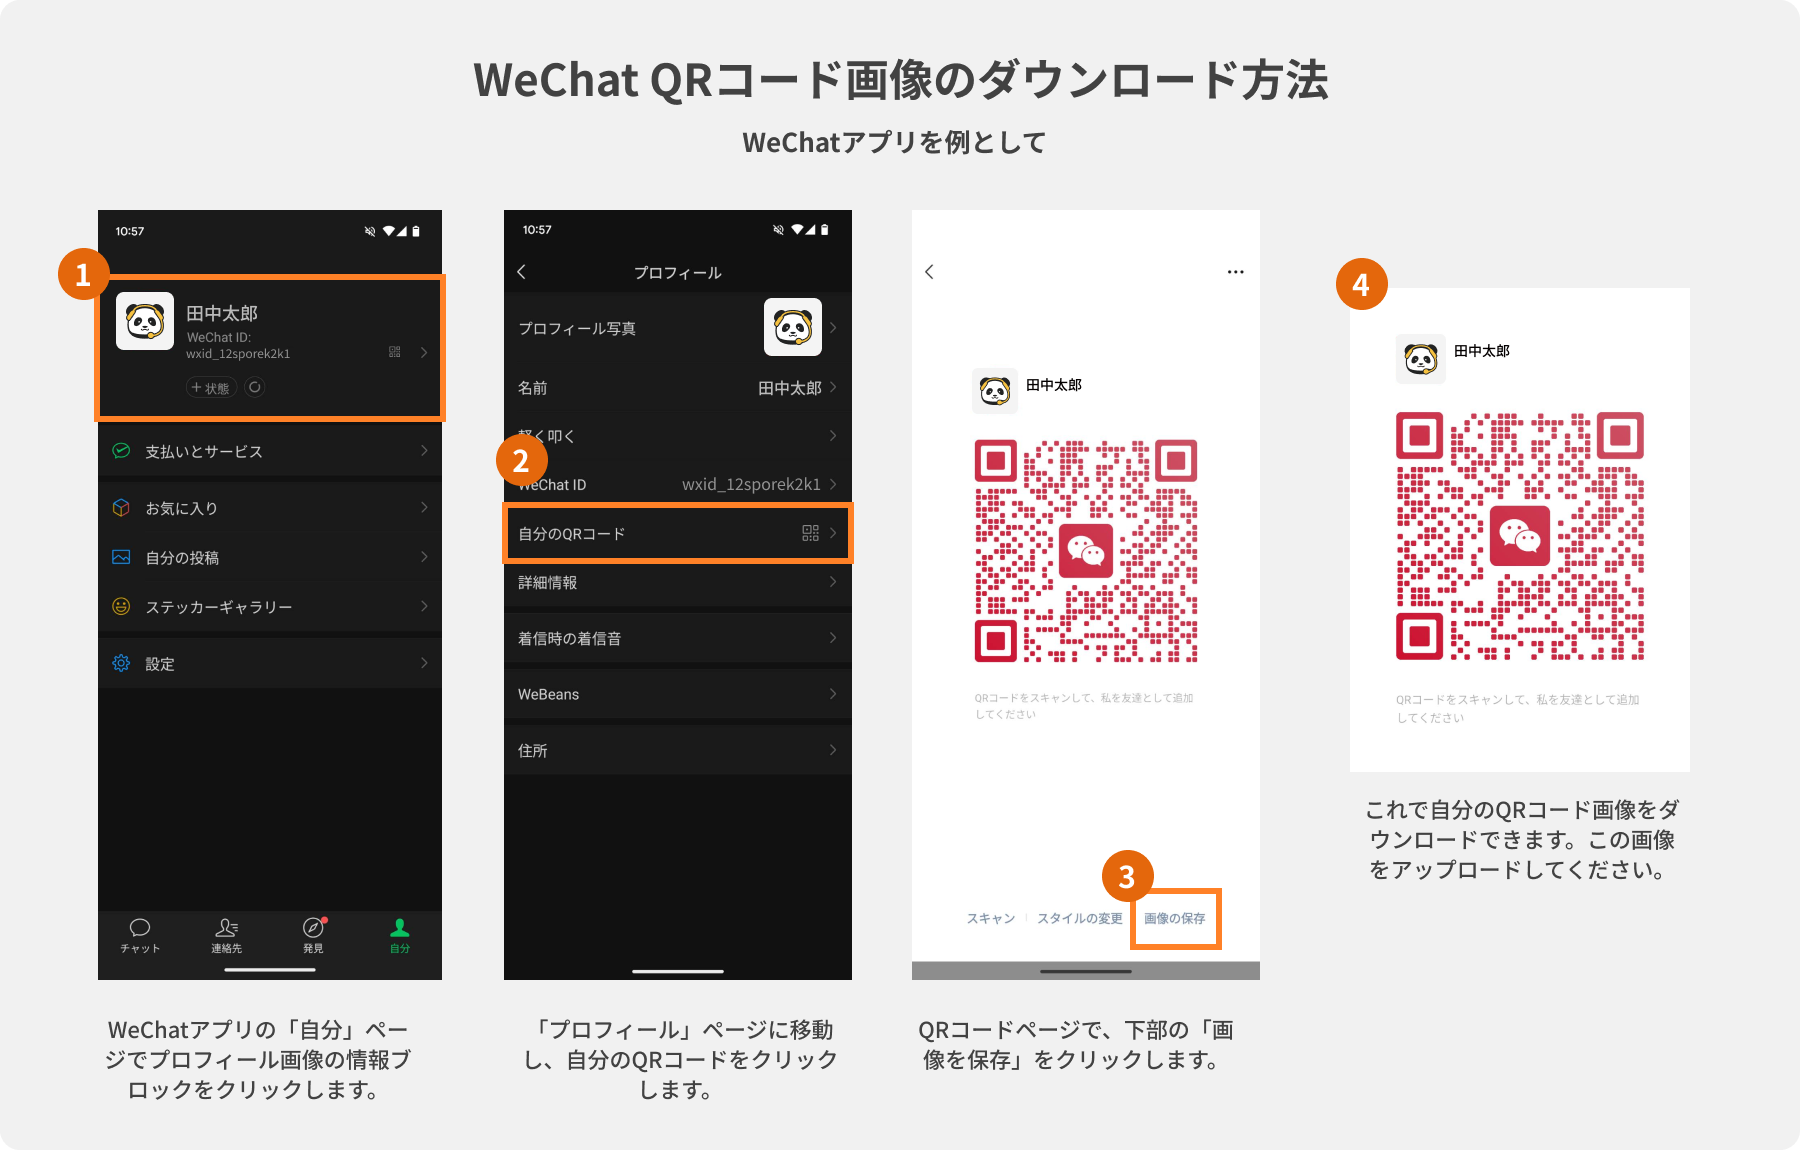 WeChat QRコード画像のダウンロード方法
WeChatアプリを例として
1
10:57
田中太郎
WeChat ID:
wxid_12sporek2k1
+ 状態
支払いとサービス
お気に入り
自分の投稿
ステッカーギャラリー
設定
チャット
連絡先
発見
自分
WeChatアプリの「自分」ペー
ジでプロフィール画像の情報ブ
ロックをクリックします。
2
10:57
プロフィール
プロフィール写真
名前 田中太郎
軽く叩く
WeChat ID wxid_12sporek2k1
自分のQRコード
詳細情報
着信時の着信音
WeBeans
住所
「プロフィール」ページに移動
し、自分のQRコードをクリック
します。
田中太郎
QRコードをスキャンして、私を友達として追加
してください
3
スキャン スタイルの変更 画像の保存
QRコードページで、下部の「画
像を保存」をクリックします。
4
田中太郎
QRコードをスキャンして、私を友達として追加
してください
これで自分のQRコード画像をダ
ウンロードできます。この画像
をアップロードしてください。